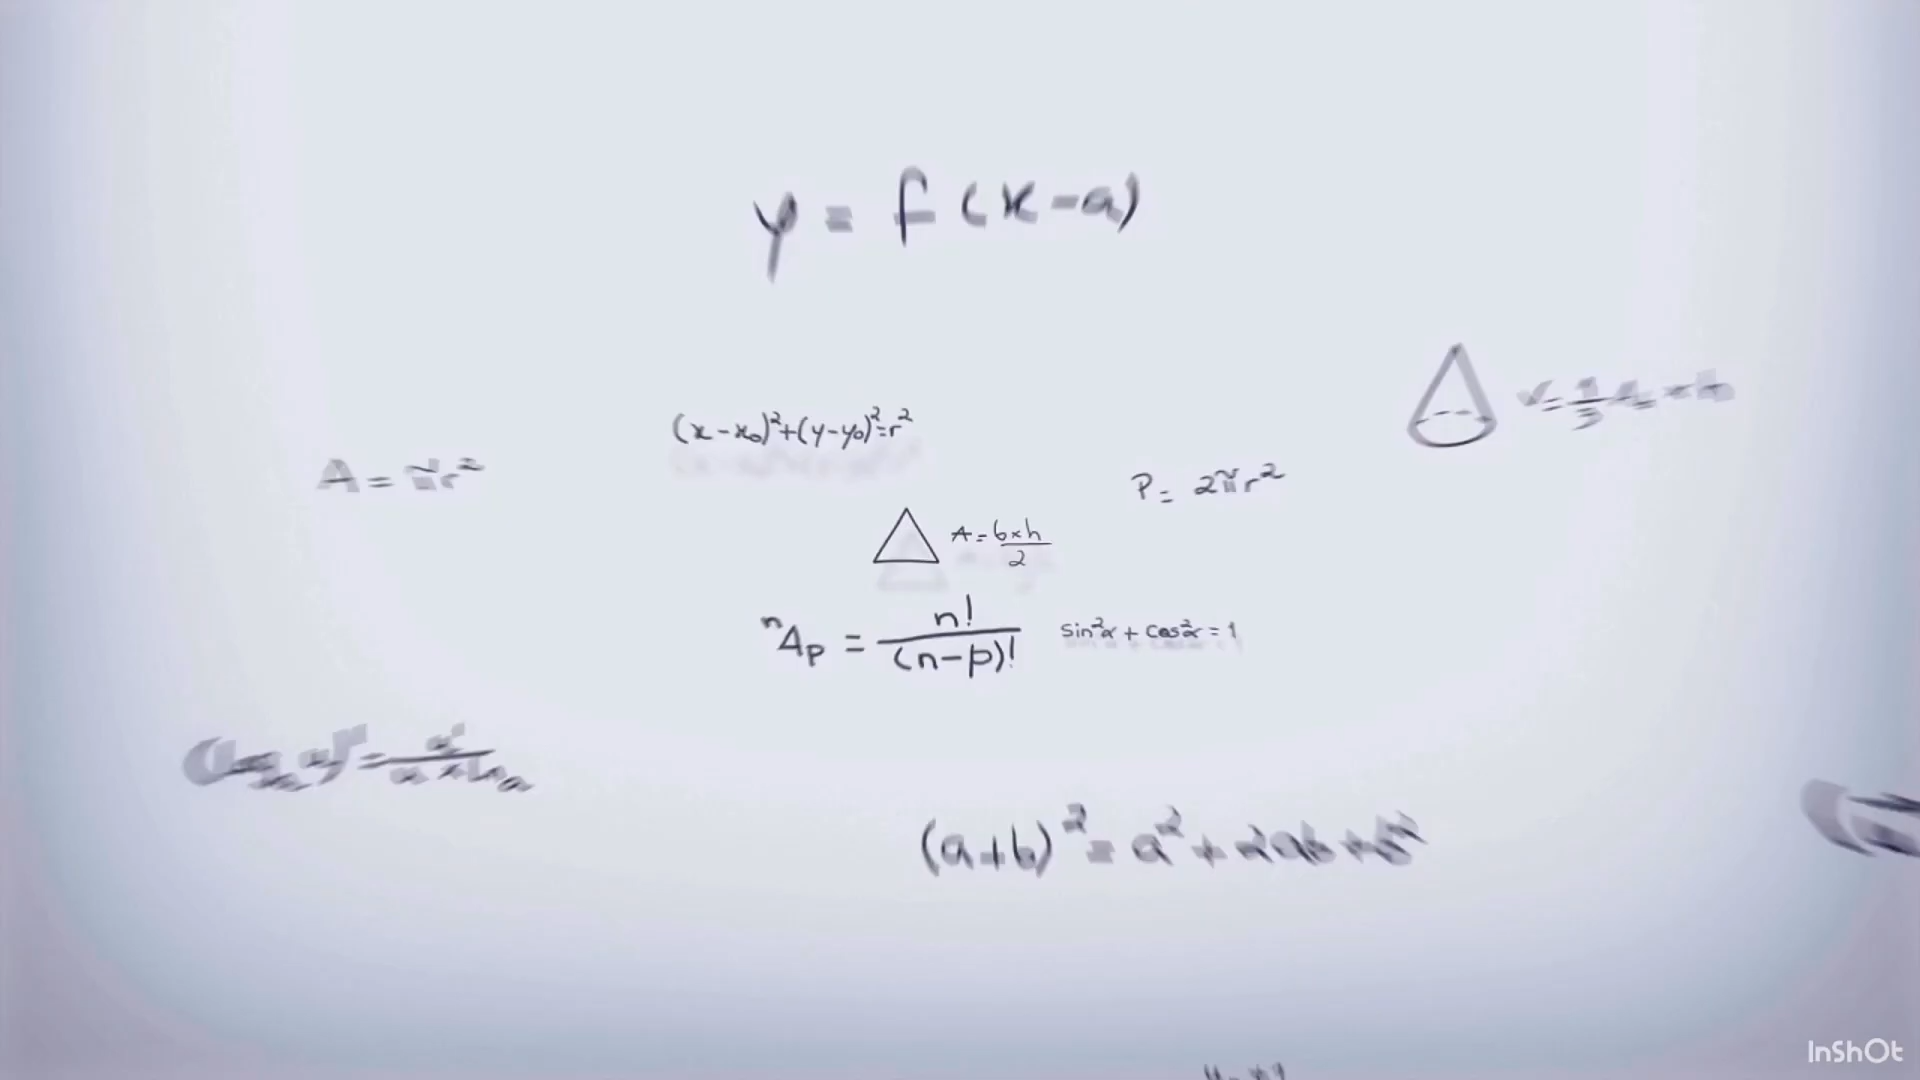 y = f(x-a)
(x-x₀)²+(y-y₀)²=r²
A = πr²
P = 2πr²
A = b×h/2
ⁿAp = n!/(n-p)!
sin²α + cos²α = 1
(a+b)² = a² + 2ab + b²
InShOt